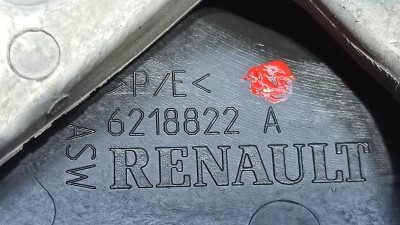 >P/E<
6218822 A
ASW
RENAULT